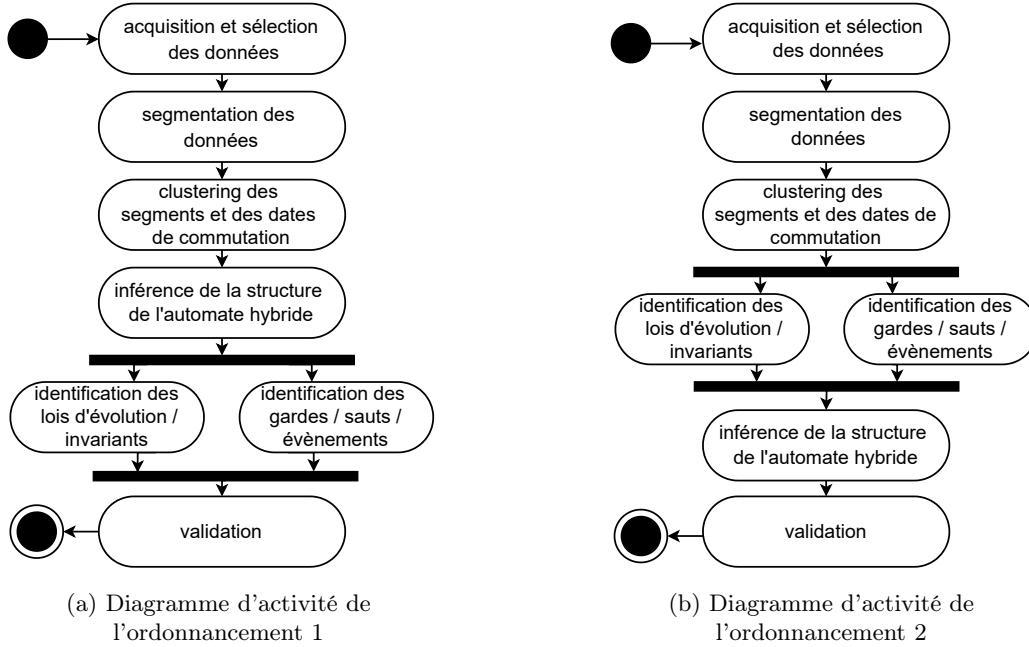 acquisition et sélection
des données
segmentation des
données
clustering des
segments et des dates
de commutation
inférence de la structure
de l'automate hybride
identification des
lois d'évolution /
invariants
identification des
gardes / sauts /
évènements
validation
(a) Diagramme d'activité de
l'ordonnancement 1
acquisition et sélection
des données
segmentation des
données
clustering des
segments et des dates de
commutation
identification des
lois d'évolution /
invariants
identification des
gardes / sauts /
évènements
inférence de la structure
de l'automate hybride
validation
(b) Diagramme d'activité de
l'ordonnancement 2